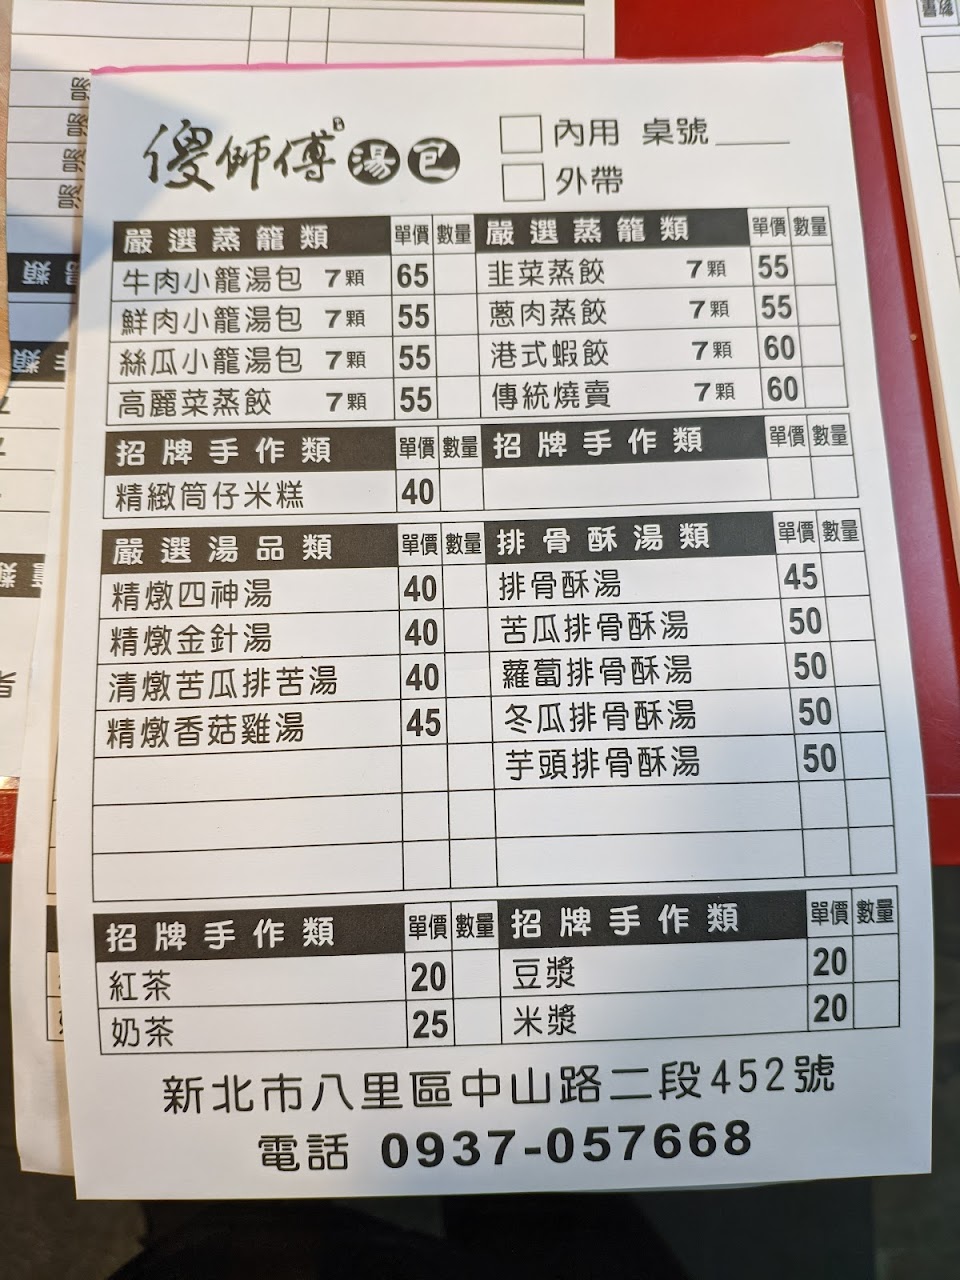 傻師傅湯包
內用 桌號
外帶
嚴選蒸籠類 單價 數量 嚴選蒸籠類 單價 數量
牛肉小籠湯包 7顆 65 韭菜蒸餃 7顆 55
鮮肉小籠湯包 7顆 55 蔥肉蒸餃 7顆 55
絲瓜小籠湯包 7顆 55 港式蝦餃 7顆 60
高麗菜蒸餃 7顆 55 傳統燒賣 7顆 60
招牌手作類 單價 數量 招牌手作類 單價 數量
精緻筒仔米糕 40
嚴選湯品類 單價 數量 排骨酥湯類 單價 數量
精燉四神湯 40 排骨酥湯 45
精燉金針湯 40 苦瓜排骨酥湯 50
清燉苦瓜排苦湯 40 蘿蔔排骨酥湯 50
精燉香菇雞湯 45 冬瓜排骨酥湯 50
芋頭排骨酥湯 50
招牌手作類 單價 數量 招牌手作類 單價 數量
紅茶 20 豆漿 20
奶茶 25 米漿 20
新北市八里區中山路二段452號
電話 0937-057668